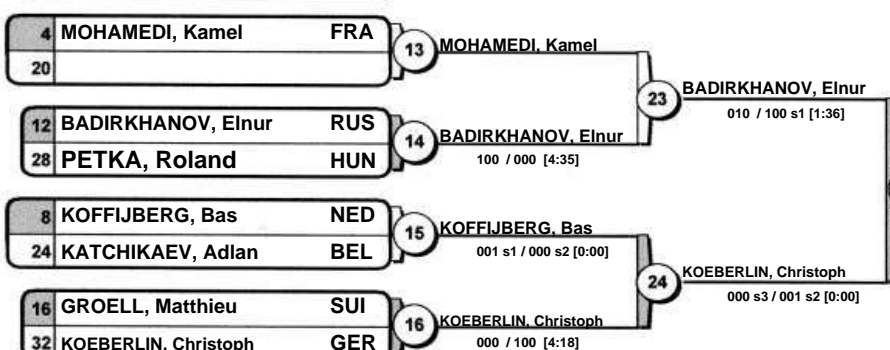 4 MOHAMEDI, Kamel FRA
20
13 MOHAMEDI, Kamel
12 BADIRKHANOV, Elnur RUS
28 PETKA, Roland HUN
14 BADIRKHANOV, Elnur
100 / 000 [4:35]
23 BADIRKHANOV, Elnur
010 / 100 s1 [1:36]
8 KOFFIJBERG, Bas NED
24 KATCHIKAEV, Adlan BEL
15 KOFFIJBERG, Bas
001 s1 / 000 s2 [0:00]
16 GROELL, Matthieu SUI
32 KOEBERLIN, Christoph GER
16 KOEBERLIN, Christoph
000 / 100 [4:18]
24 KOEBERLIN, Christoph
000 s3 / 001 s2 [0:00]